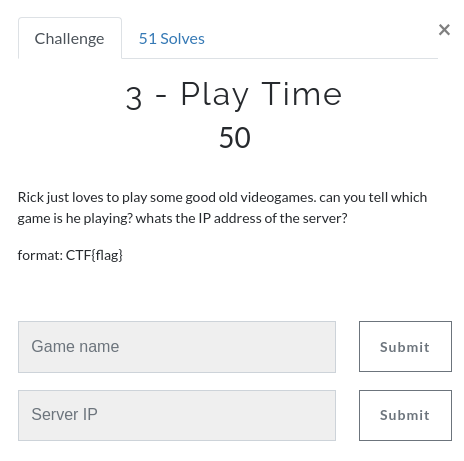 Challenge
51 Solves
×
3 - Play Time
50
Rick just loves to play some good old videogames. can you tell which
game is he playing? whats the IP address of the server?
format: CTF{flag}
Game name
Submit
Server IP
Submit